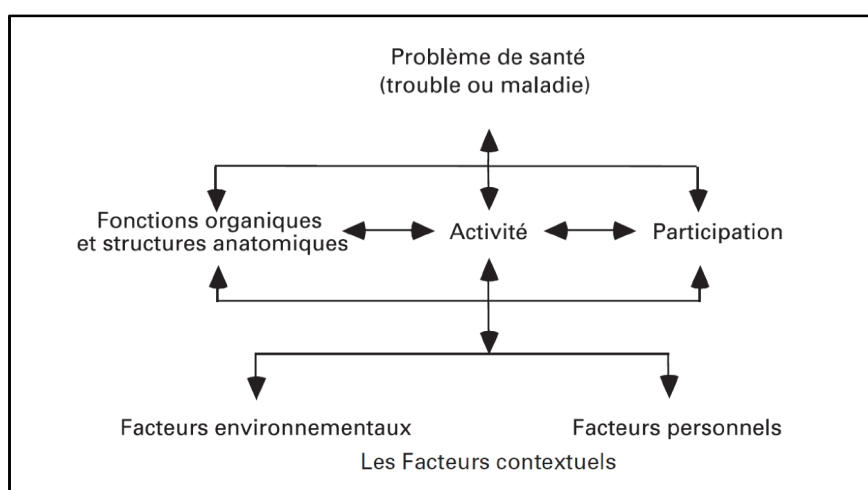 Problème de santé
(trouble ou maladie)
Fonctions organiques
et structures anatomiques
Activité
Participation
Facteurs environnementaux
Facteurs personnels
Les Facteurs contextuels